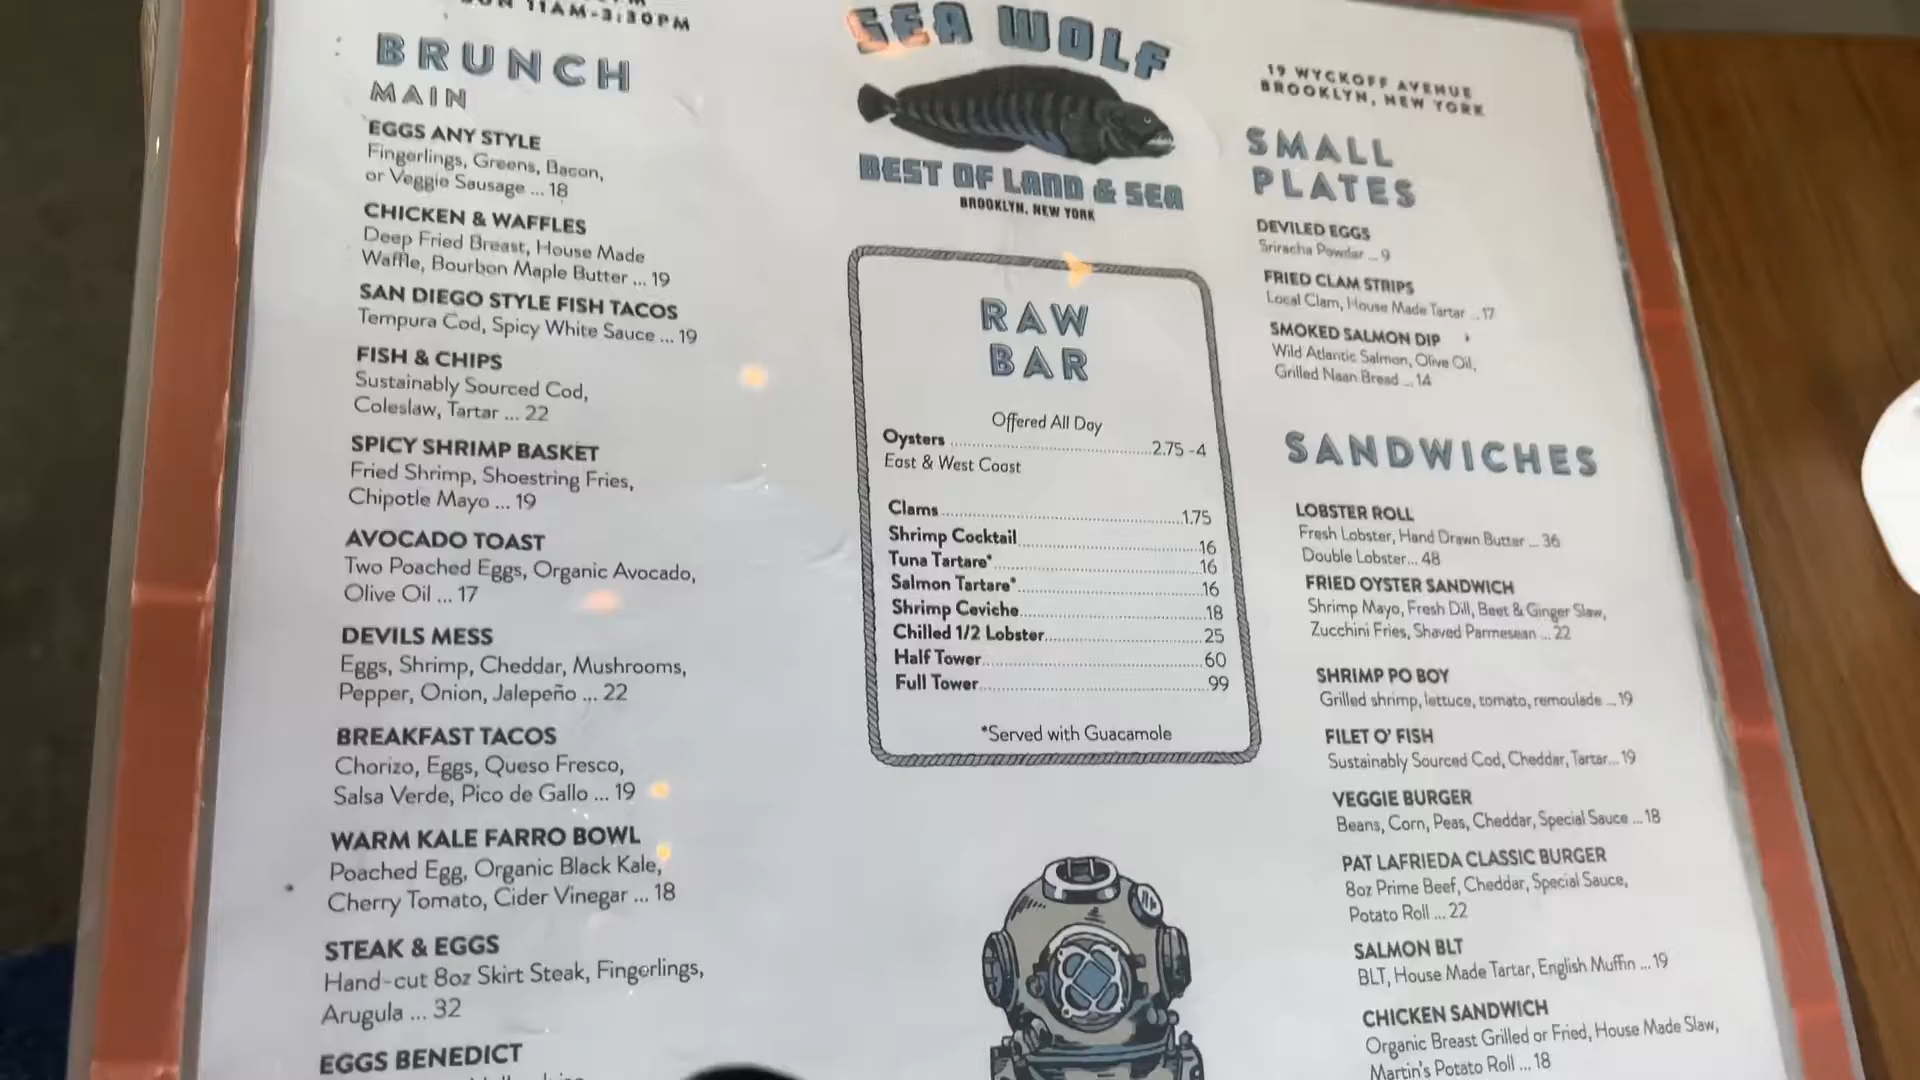 11AM-3:30PM
BRUNCH
MAIN
EGGS ANY STYLE
Fingerlings, Greens, Bacon,
or Veggie Sausage ... 18
CHICKEN & WAFFLES
Deep Fried Breast, House Made
Waffle, Bourbon Maple Butter ... 19
SAN DIEGO STYLE FISH TACOS
Tempura Cod, Spicy White Sauce ... 19
FISH & CHIPS
Sustainably Sourced Cod,
Coleslaw, Tartar ... 22
SPICY SHRIMP BASKET
Fried Shrimp, Shoestring Fries,
Chipotle Mayo ... 19
AVOCADO TOAST
Two Poached Eggs, Organic Avocado,
Olive Oil ... 17
DEVILS MESS
Eggs, Shrimp, Cheddar, Mushrooms,
Pepper, Onion, Jalepeño ... 22
BREAKFAST TACOS
Chorizo, Eggs, Queso Fresco,
Salsa Verde, Pico de Gallo ... 19
WARM KALE FARRO BOWL
Poached Egg, Organic Black Kale,
Cherry Tomato, Cider Vinegar ... 18
STEAK & EGGS
Hand-cut 8oz Skirt Steak, Fingerlings,
Arugula ... 32
EGGS BENEDICT
SEA WOLF
BEST OF LAND & SEA
BROOKLYN, NEW YORK
RAW
BAR
Offered All Day
Oysters ... 2.75 - 4
East & West Coast
Clams ... 1.75
Shrimp Cocktail ... 16
Tuna Tartare* ... 16
Salmon Tartare* ... 16
Shrimp Ceviche ... 18
Chilled 1/2 Lobster ... 25
Half Tower ... 60
Full Tower ... 99
*Served with Guacamole
19 WYCKOFF AVENUE
BROOKLYN, NEW YORK
SMALL
PLATES
DEVILED EGGS
Sriracha Powder ... 9
FRIED CLAM STRIPS
Local Clam, House Made Tartar ... 17
SMOKED SALMON DIP
Wild Atlantic Salmon, Olive Oil,
Grilled Naan Bread ... 14
SANDWICHES
LOBSTER ROLL
Fresh Lobster, Hand Drawn Butter ... 36
Double Lobster... 48
FRIED OYSTER SANDWICH
Shrimp Mayo, Fresh Dill, Beet & Ginger Slaw,
Zucchini Fries, Shaved Parmesean ... 22
SHRIMP PO BOY
Grilled shrimp, lettuce, tomato, remoulade ... 19
FILET O' FISH
Sustainably Sourced Cod, Cheddar, Tartar... 19
VEGGIE BURGER
Beans, Corn, Peas, Cheddar, Special Sauce ... 18
PAT LAFRIEDA CLASSIC BURGER
8oz Prime Beef, Cheddar, Special Sauce,
Potato Roll ... 22
SALMON BLT
BLT, House Made Tartar, English Muffin ... 19
CHICKEN SANDWICH
Organic Breast Grilled or Fried, House Made Slaw,
Martin's Potato Roll ... 18